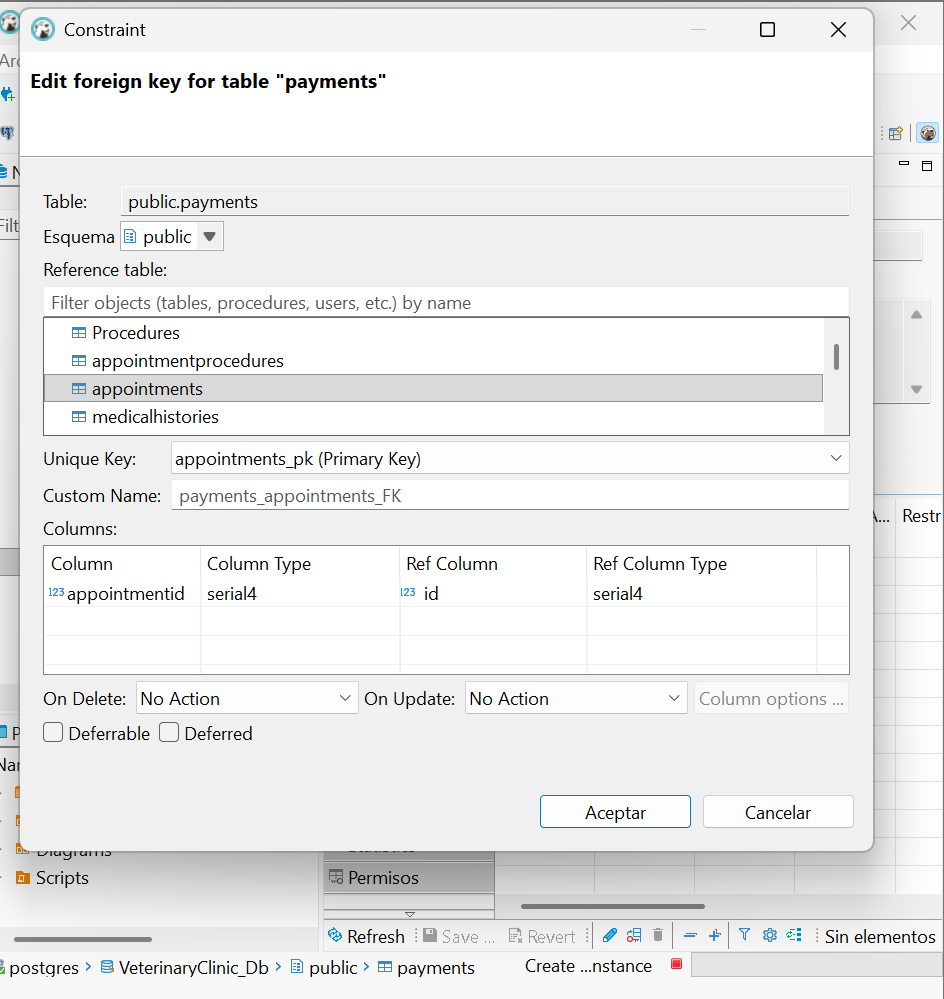 Constraint
Edit foreign key for table "payments"
Table: public.payments
Esquema public
Reference table:
Filter objects (tables, procedures, users, etc.) by name
Procedures
appointmentprocedures
appointments
medicalhistories
Unique Key: appointments_pk (Primary Key)
Custom Name: payments_appointments_FK
Columns:
Column Column Type Ref Column Ref Column Type
123 appointmentid serial4 123 id serial4
On Delete: No Action On Update: No Action Column options ...
Deferrable Deferred
Aceptar Cancelar
A... Restr
Diagrams
Scripts
Permisos
Refresh Save ... Revert Sin elementos
postgres VeterinaryClinic_Db public payments Create ...nstance